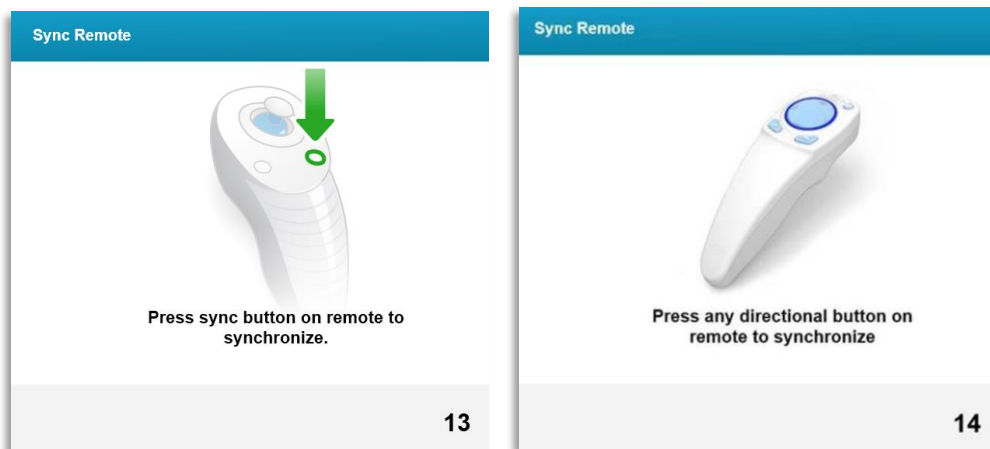 Sync Remote
Press sync button on remote to
synchronize.
13
Sync Remote
Press any directional button on
remote to synchronize
14